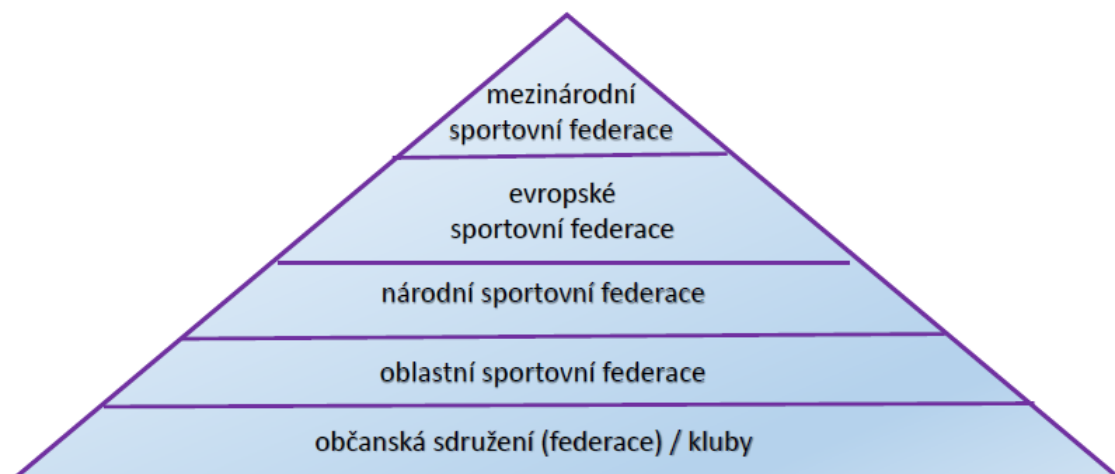 mezinárodní
sportovní federace
evropské
sportovní federace
národní sportovní federace
oblastní sportovní federace
občanská sdružení (federace) / kluby